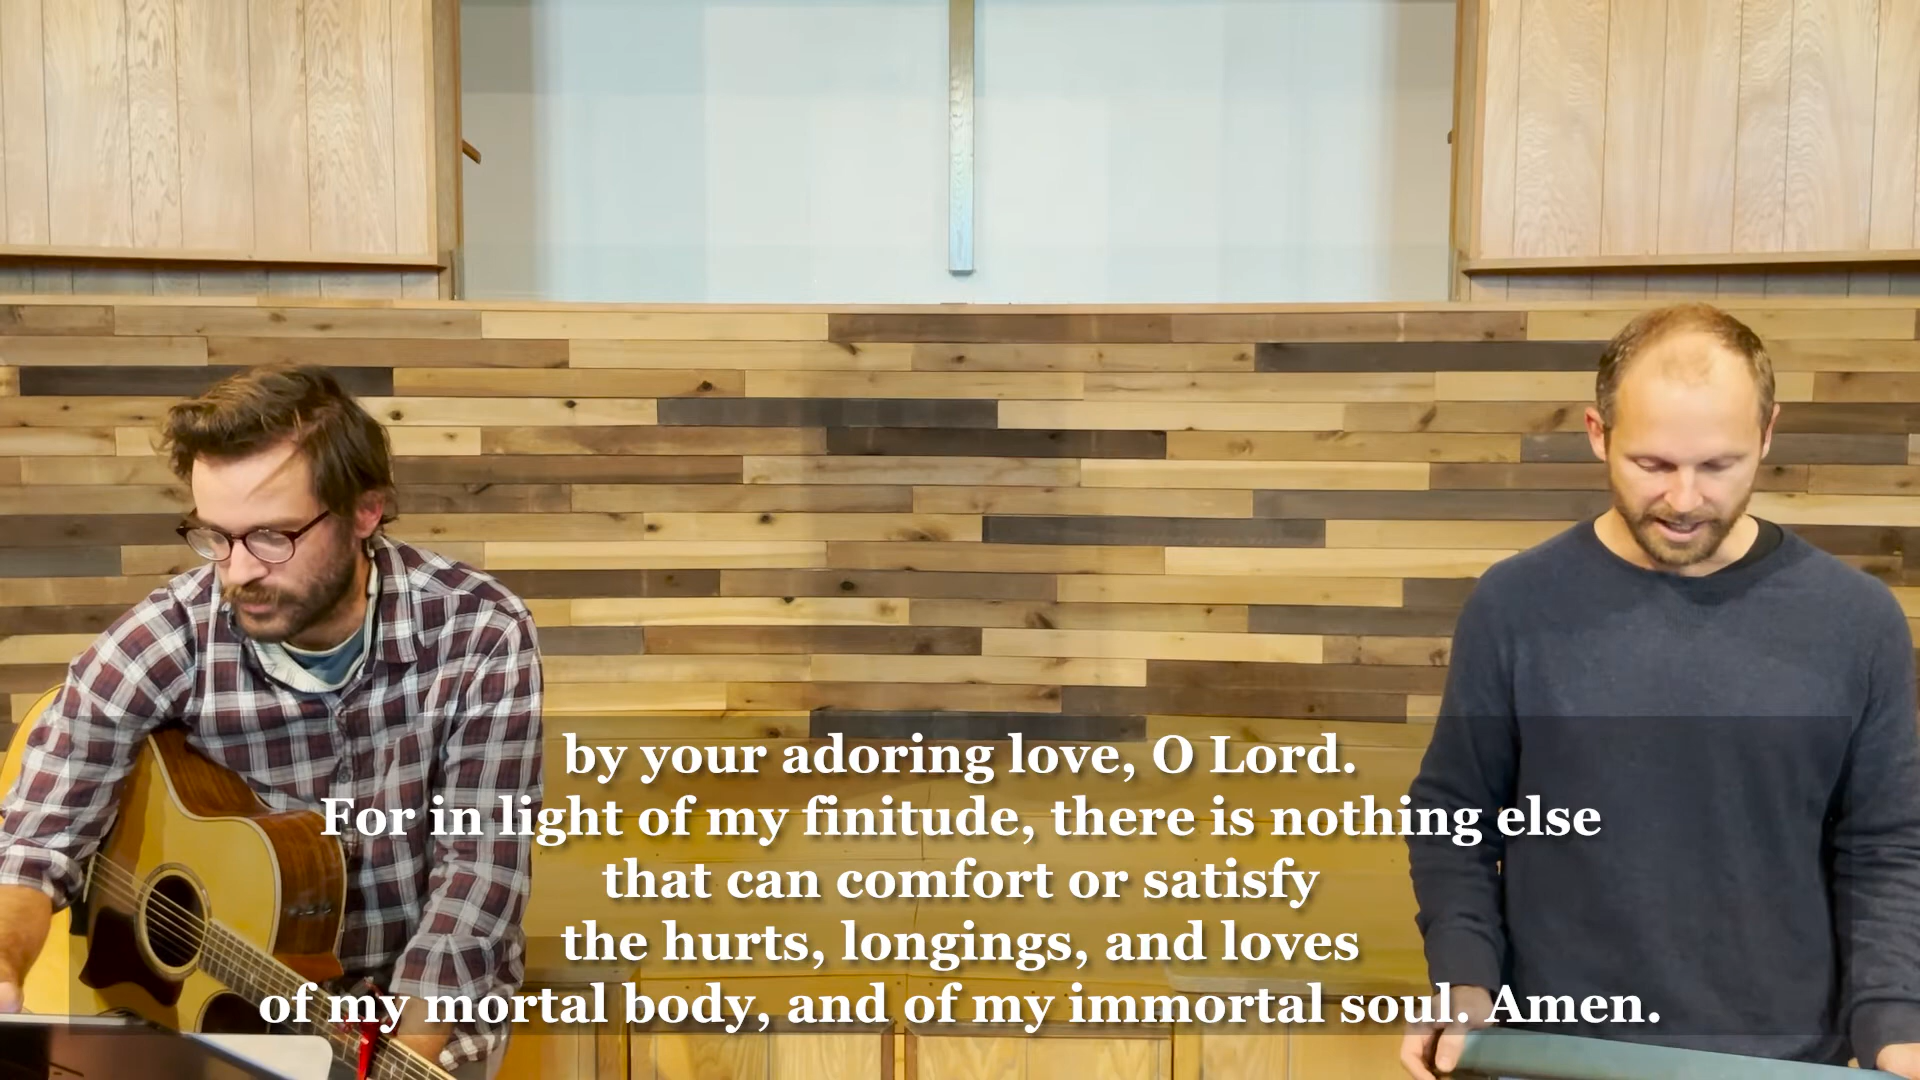 by your adoring love, O Lord.
For in light of my finitude, there is nothing else
that can comfort or satisfy
the hurts, longings, and loves
of my mortal body, and of my immortal soul. Amen.